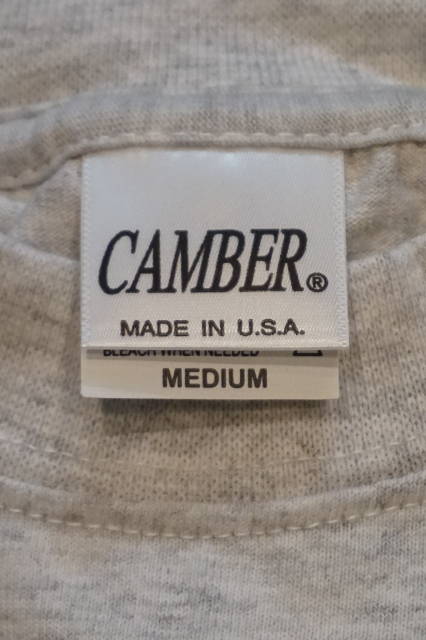 CAMBER®
MADE IN U.S.A.
BLEACH WHEN NEEDED
MEDIUM